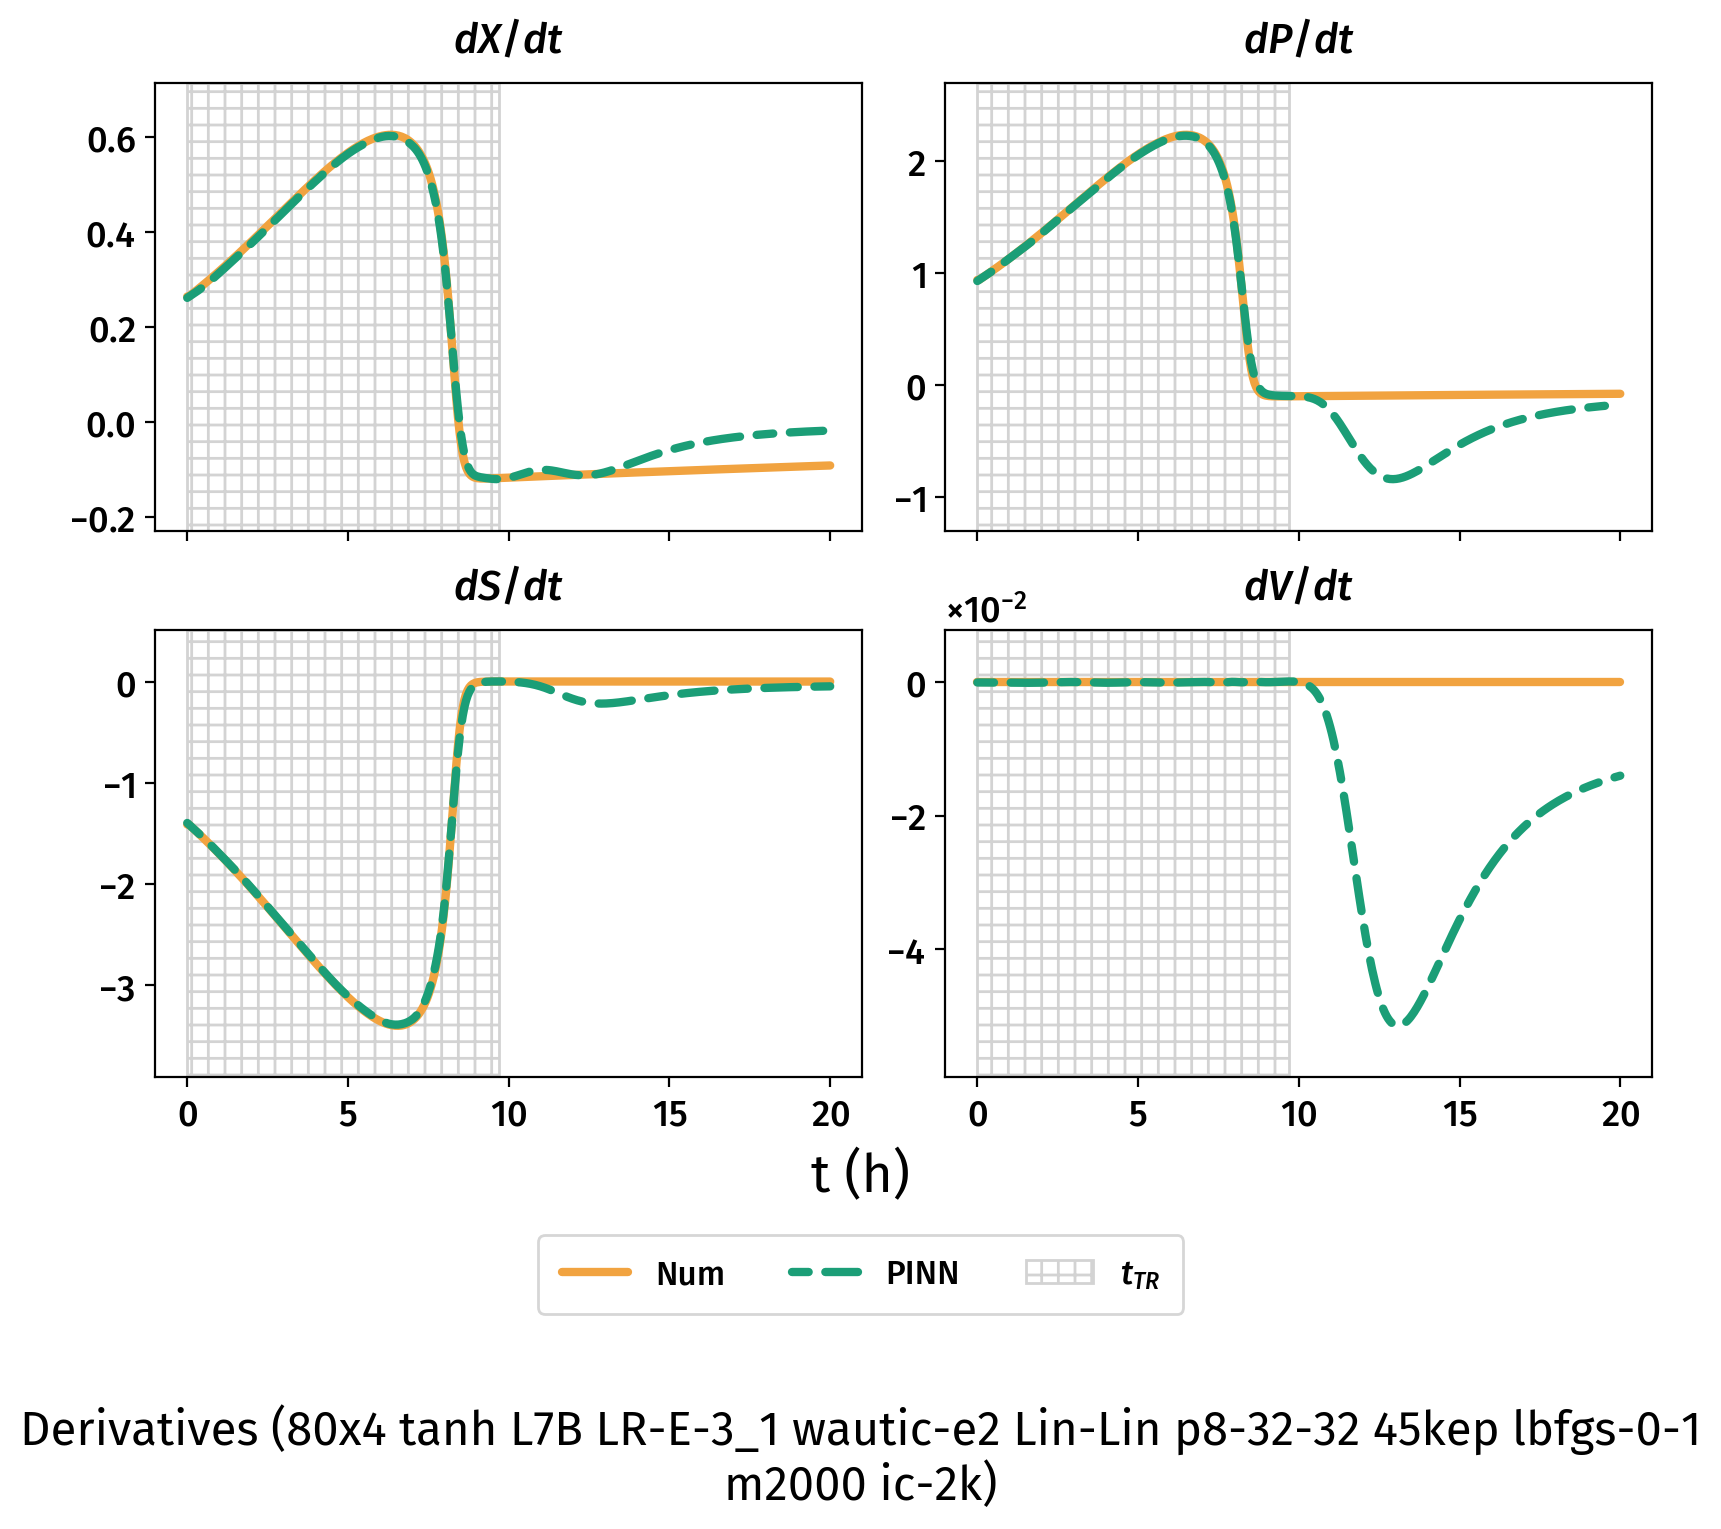 dX/dt
dP/dt
0.6
0.4
0.2
0.0
−0.2
2
1
0
−1
dS/dt
dV/dt
×10⁻²
0
−1
−2
−3
0
−2
−4
0 5 10 15 20
0 5 10 15 20
t (h)
Num PINN t_TR
Derivatives (80x4 tanh L7B LR-E-3_1 wautic-e2 Lin-Lin p8-32-32 45kep lbfgs-0-1
m2000 ic-2k)